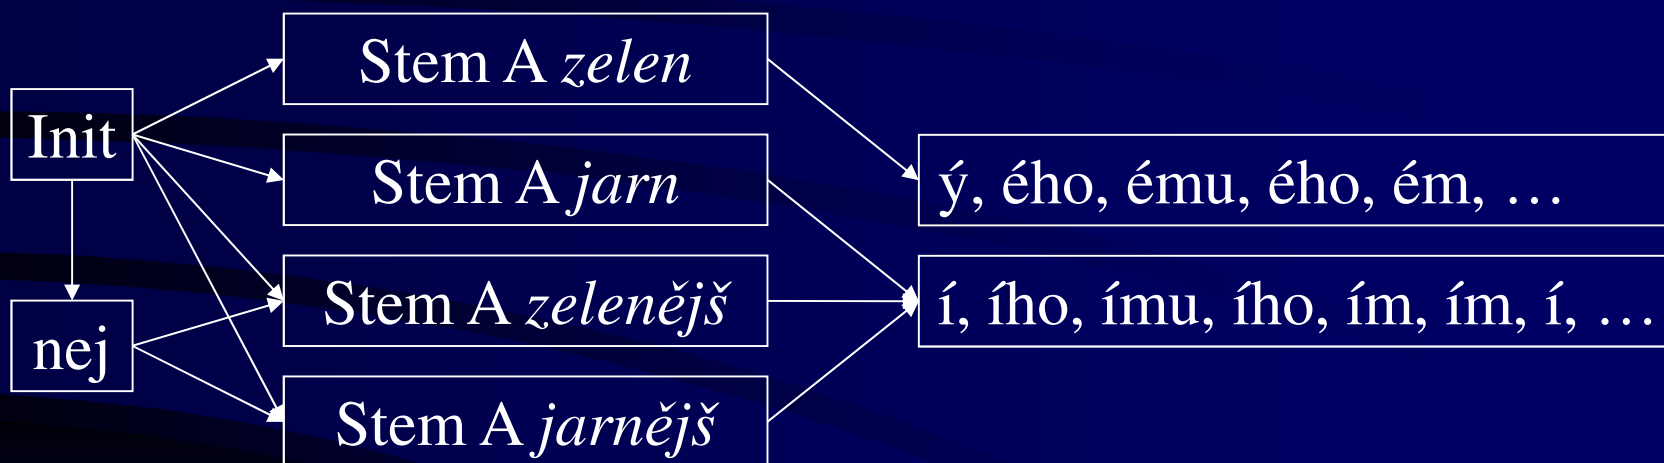 Init
nej
Stem A zelen
Stem A jarn
Stem A zelenějš
Stem A jarnějš
ý, ého, ému, ého, ém, …
í, ího, ímu, ího, ím, ím, í, …